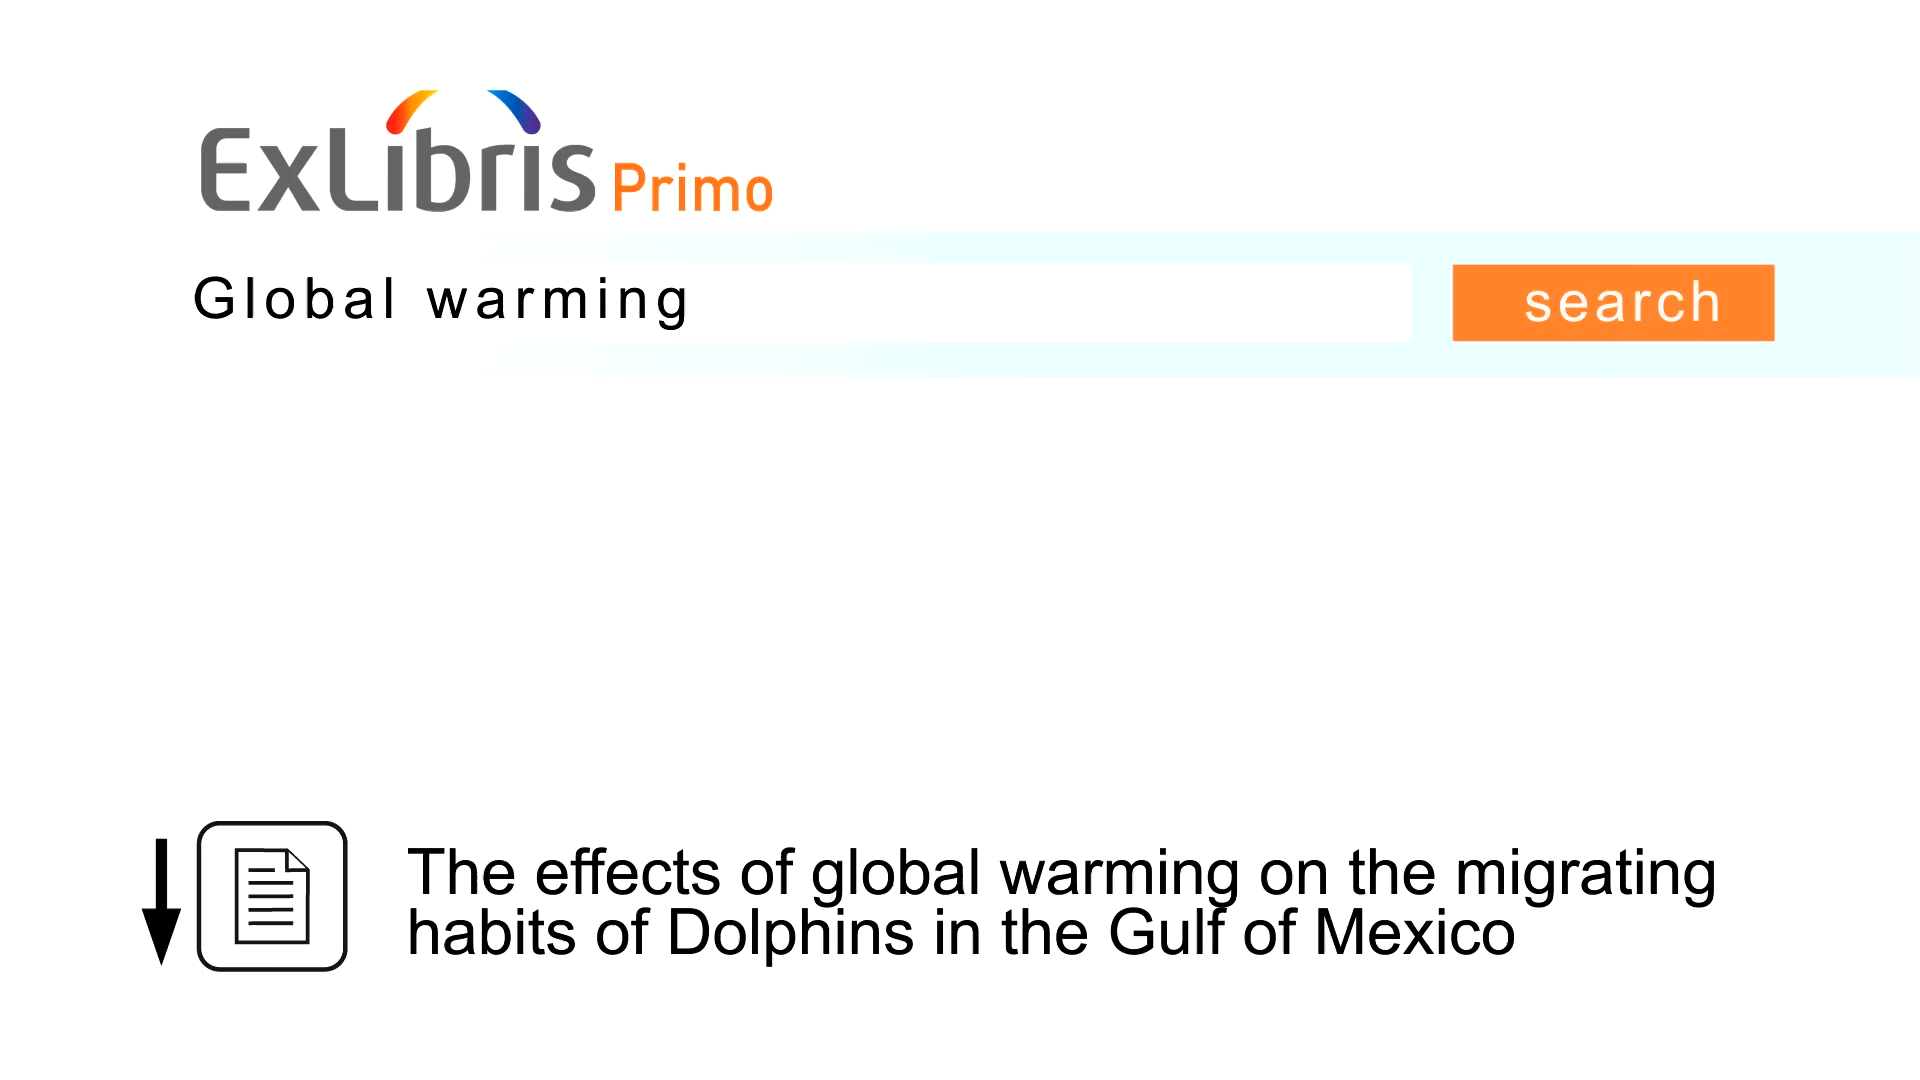 ExLibris Primo
Global warming
search
The effects of global warming on the migrating
habits of Dolphins in the Gulf of Mexico